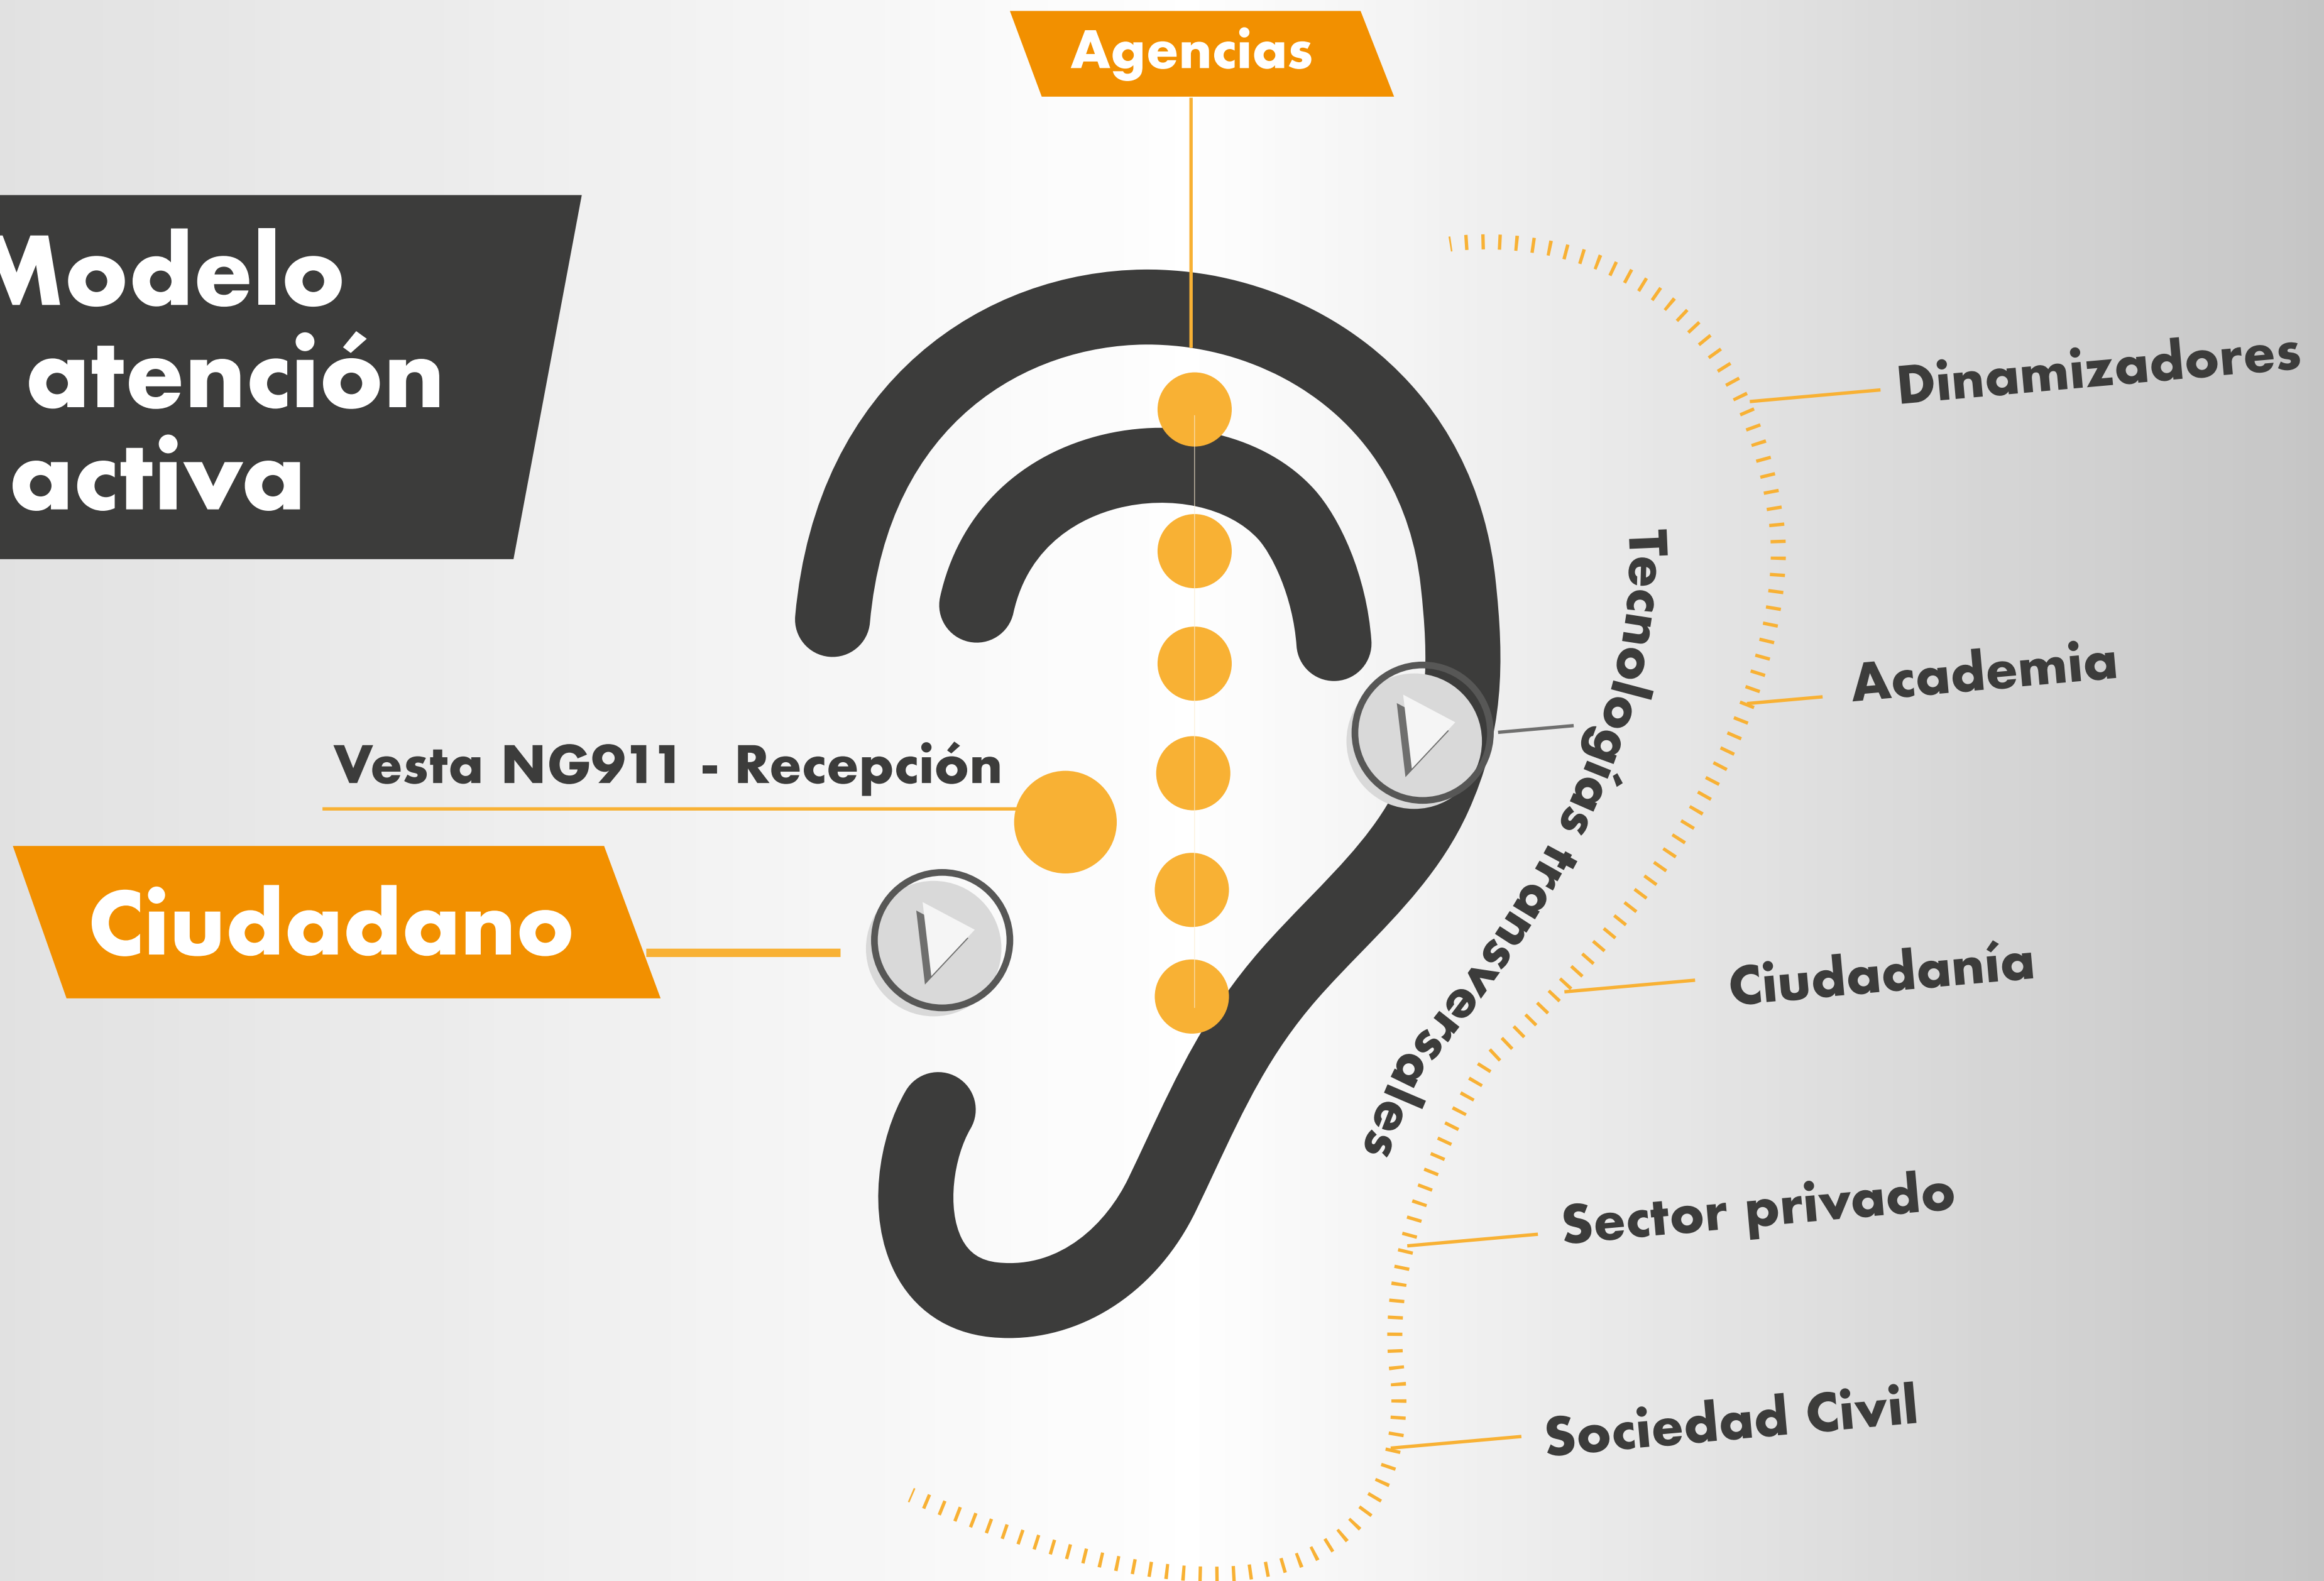 Agencias
Modelo
atención
activa
Dinamizadores
Academia
Tecnologías transversales
Vesta NG911 - Recepción
Ciudadano
Ciudadanía
Sector privado
Sociedad Civil